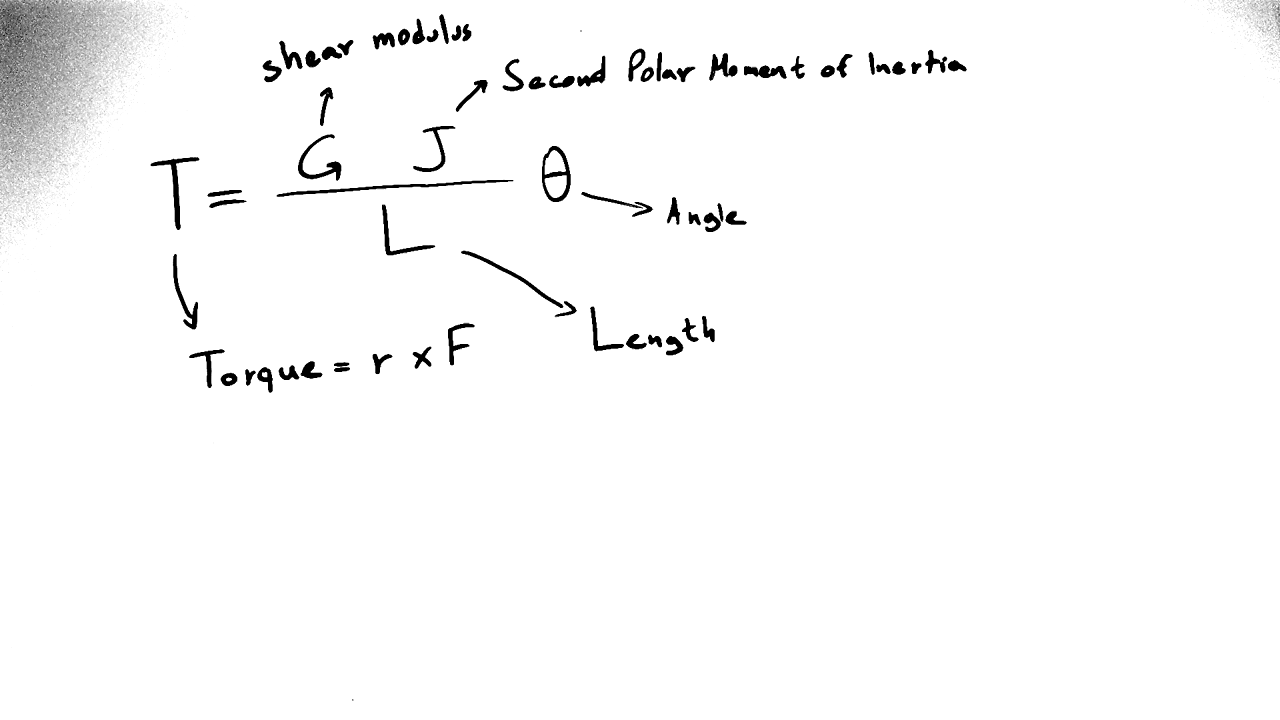 shear modulus
Second Polar Moment of Inertia
T = G J / L θ
Angle
Length
Torque = r x F